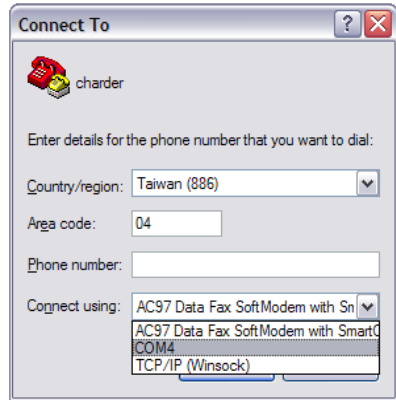 Connect To
charder
Enter details for the phone number that you want to dial:
Country/region: Taiwan (886)
Area code: 04
Phone number:
Connect using: AC97 Data Fax SoftModem with Sn
AC97 Data Fax SoftModem with SmartC
COM4
TCP/IP (Winsock)